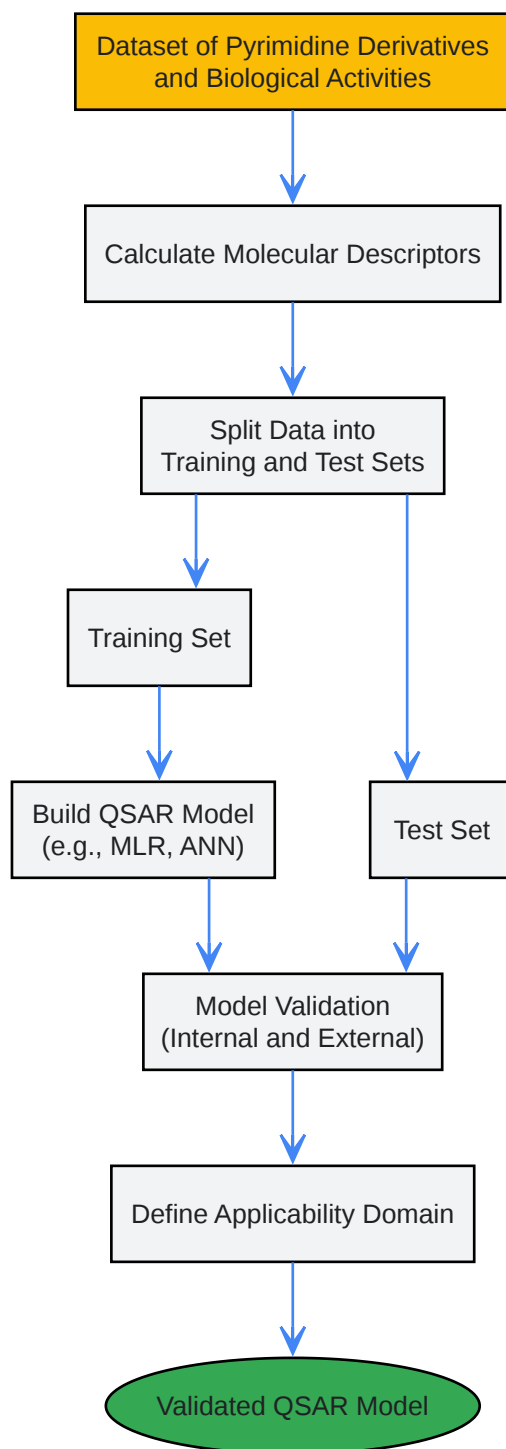 Dataset of Pyrimidine Derivatives
and Biological Activities
Calculate Molecular Descriptors
Split Data into
Training and Test Sets
Training Set
Build QSAR Model
(e.g., MLR, ANN)
Test Set
Model Validation
(Internal and External)
Define Applicability Domain
Validated QSAR Model